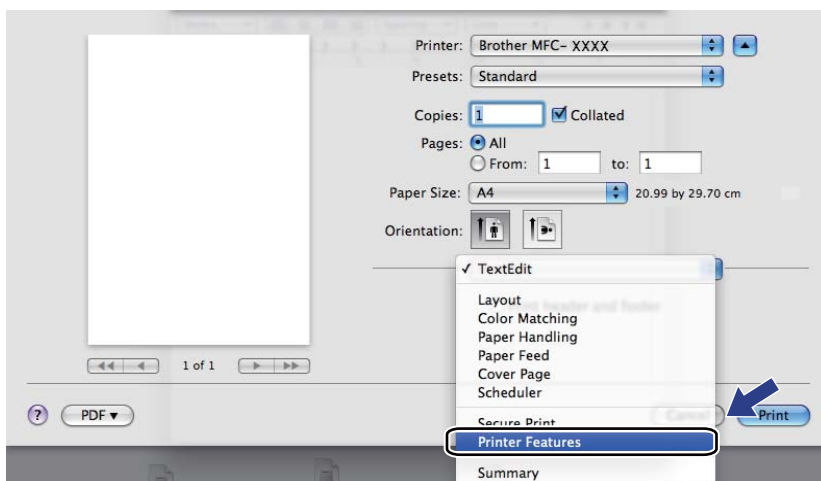 Printer: Brother MFC- XXXX
Presets: Standard
Copies: 1 Collated
Pages: All
From: 1 to: 1
Paper Size: A4 20.99 by 29.70 cm
Orientation:
✓ TextEdit
Layout
Color Matching
Paper Handling
Paper Feed
Cover Page
Scheduler
Secure Print
Printer Features
Summary
1 of 1
? PDF ▾ Cancel Print